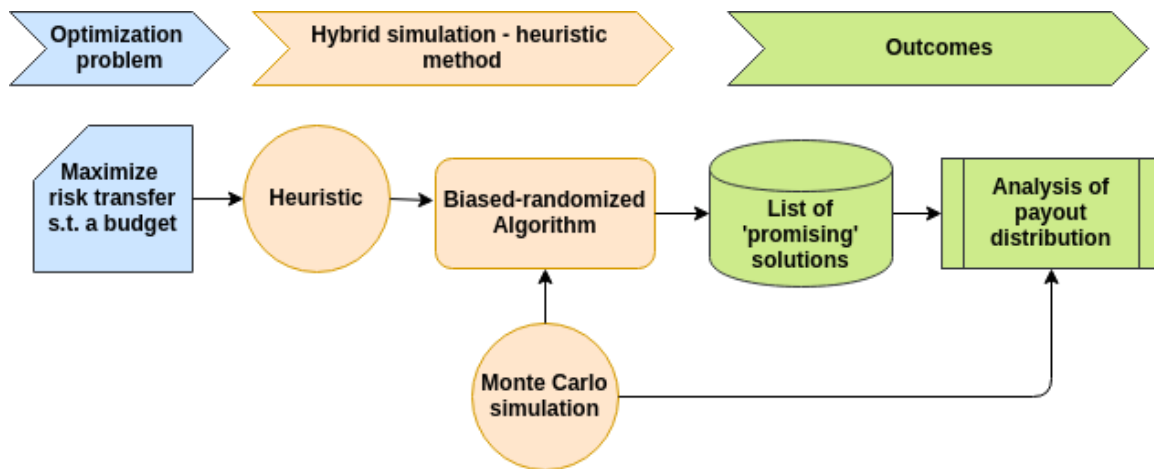 Optimization
problem
Hybrid simulation - heuristic
method
Outcomes
Maximize
risk transfer
s.t. a budget
Heuristic
Biased-randomized
Algorithm
List of
'promising'
solutions
Analysis of
payout
distribution
Monte Carlo
simulation